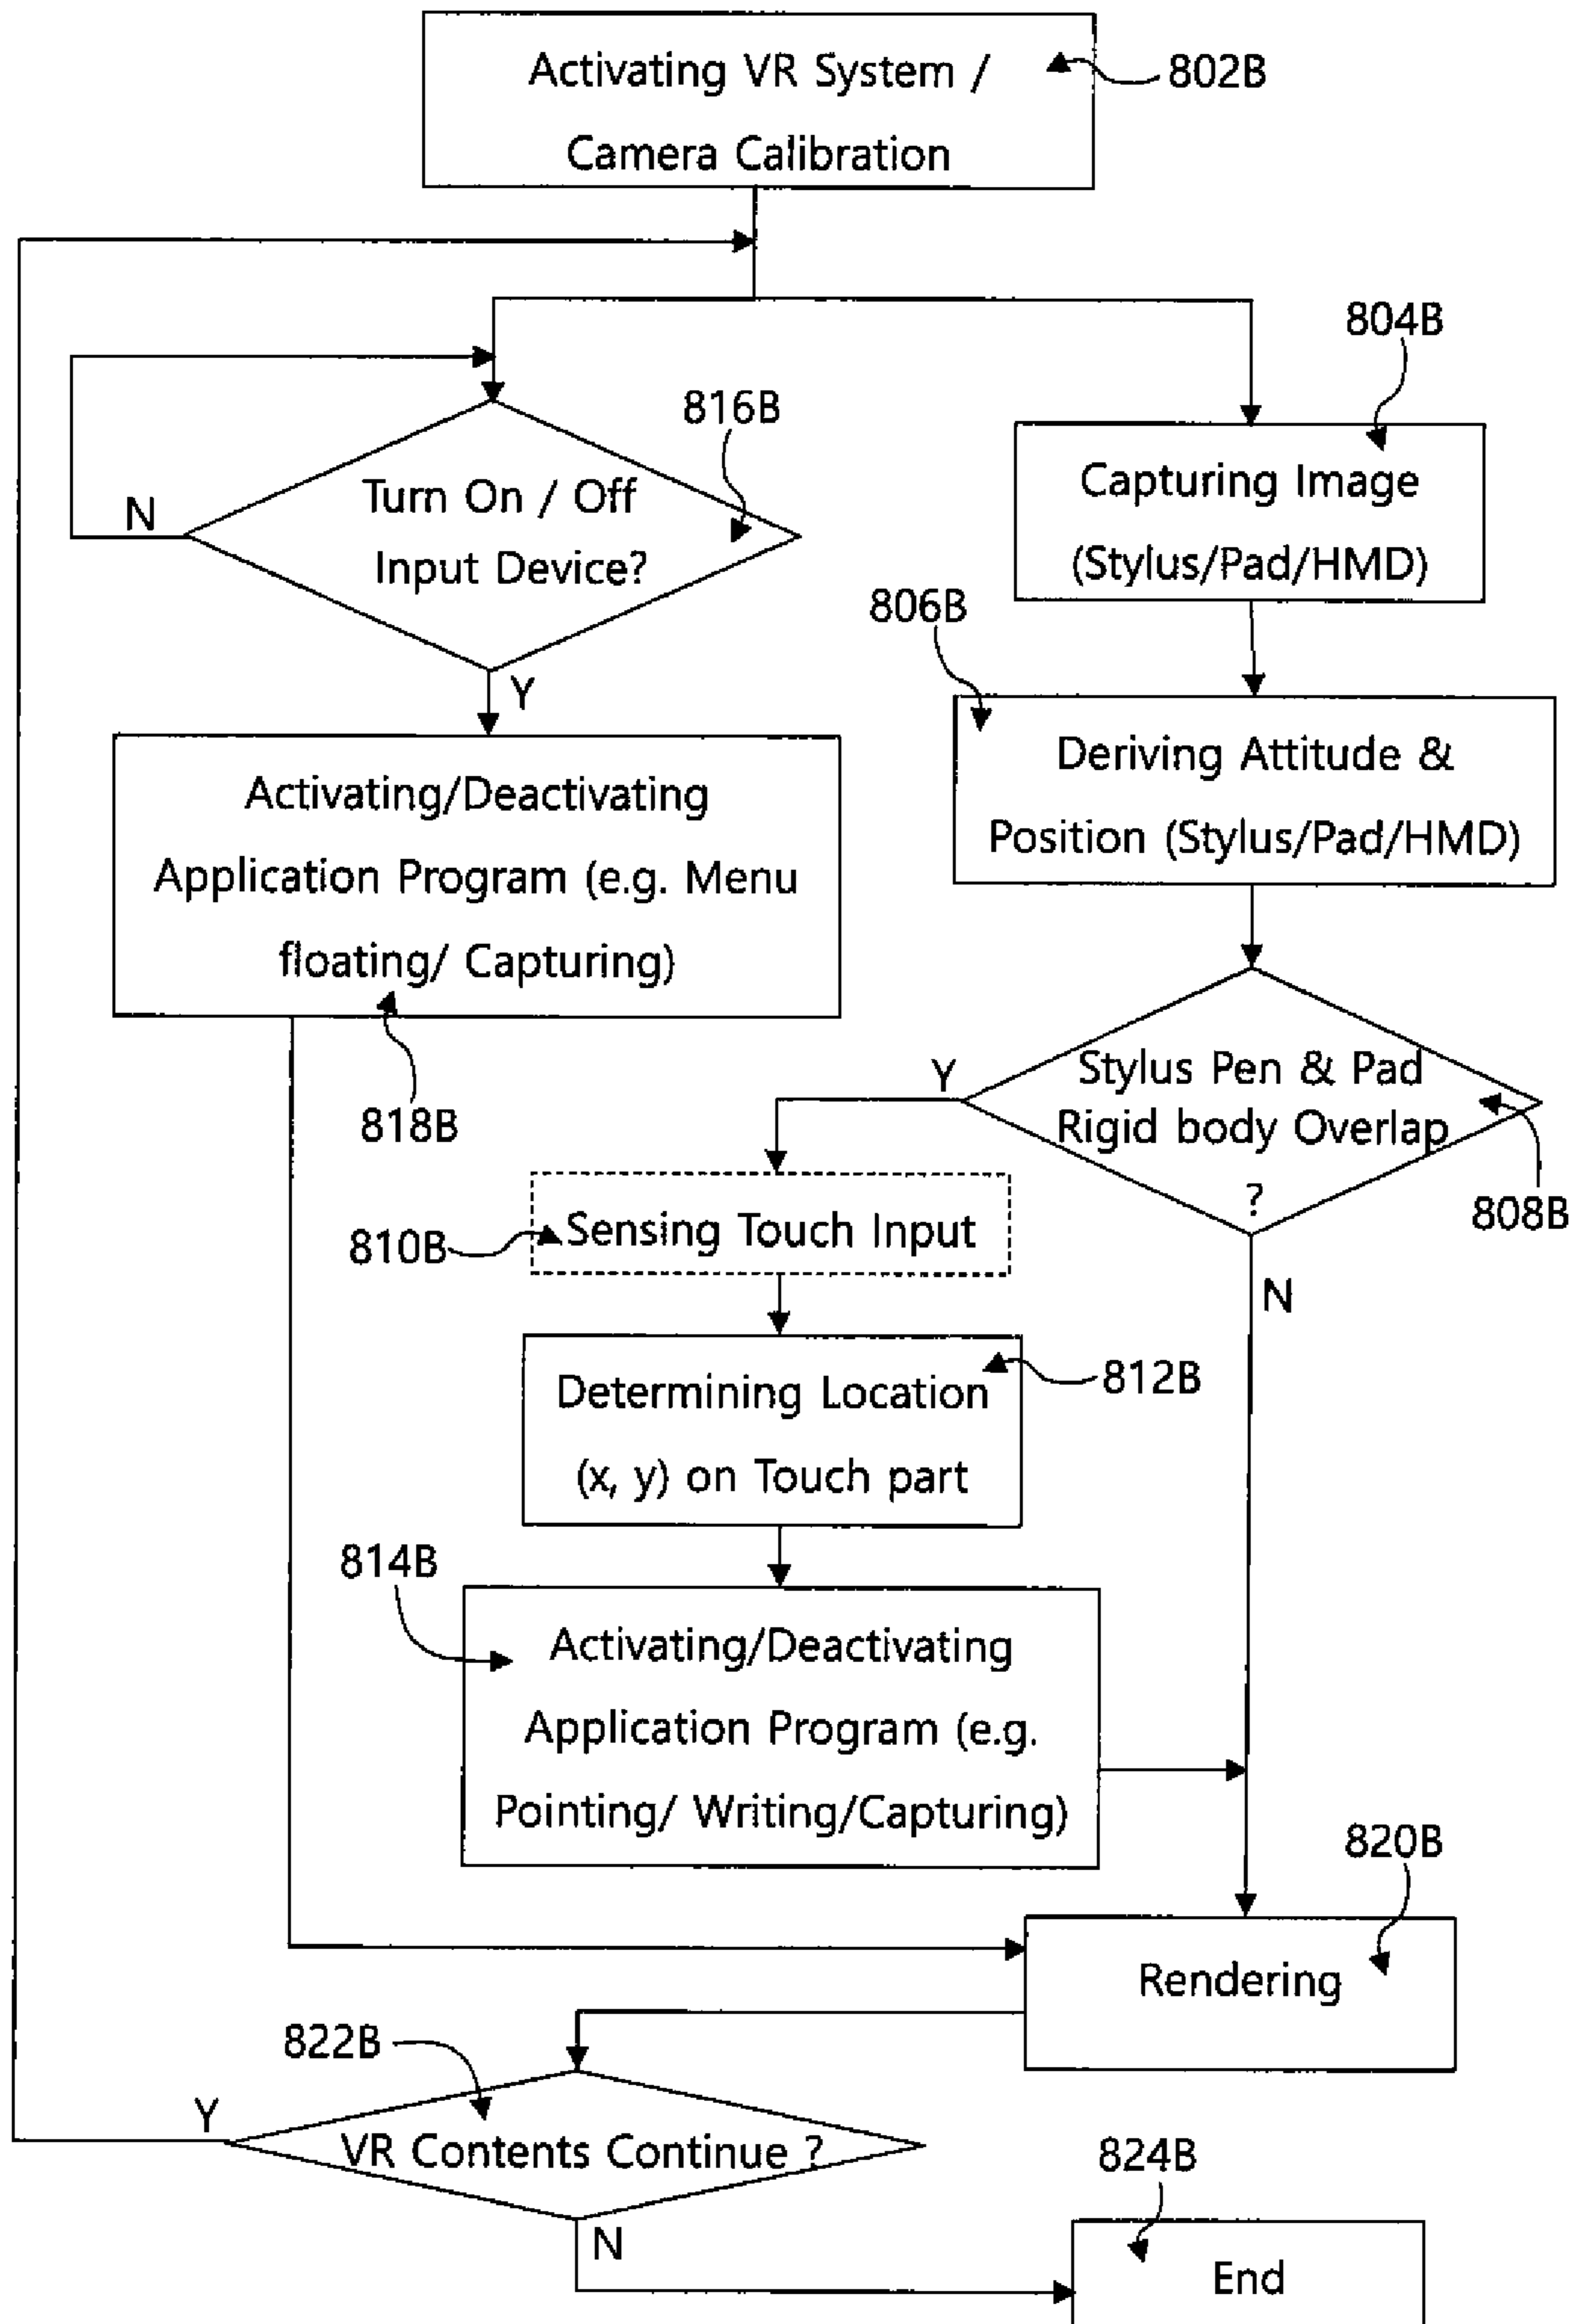 Activating VR System /
Camera Calibration
802B
804B
816B
Turn On / Off
Input Device?
N
Y
Capturing Image
(Stylus/Pad/HMD)
806B
Deriving Attitude &
Position (Stylus/Pad/HMD)
Activating/Deactivating
Application Program (e.g. Menu
floating/ Capturing)
818B
Stylus Pen & Pad
Rigid body Overlap
?
Y
N
808B
810B
Sensing Touch Input
Determining Location
(x, y) on Touch part
812B
814B
Activating/Deactivating
Application Program (e.g.
Pointing/ Writing/Capturing)
820B
Rendering
822B
Y
VR Contents Continue ?
N
824B
End